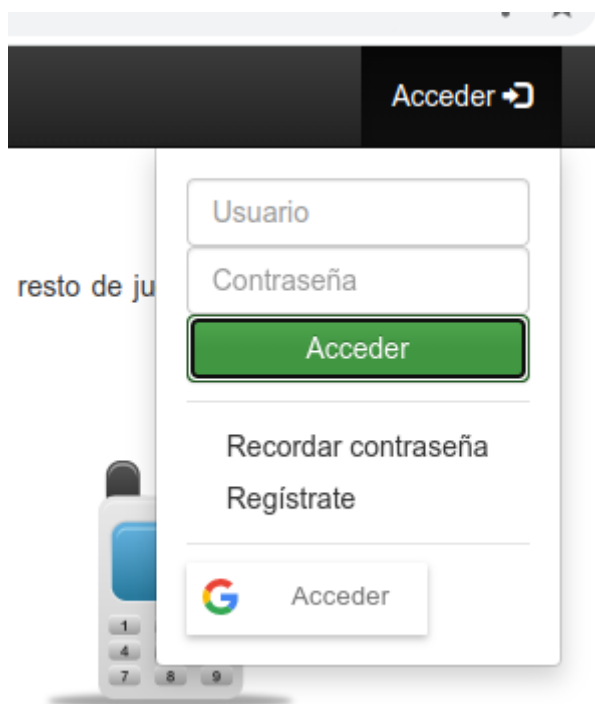 Acceder
Usuario
resto de ju
Contraseña
Acceder
Recordar contraseña
Regístrate
Acceder
1
4
7 8 9